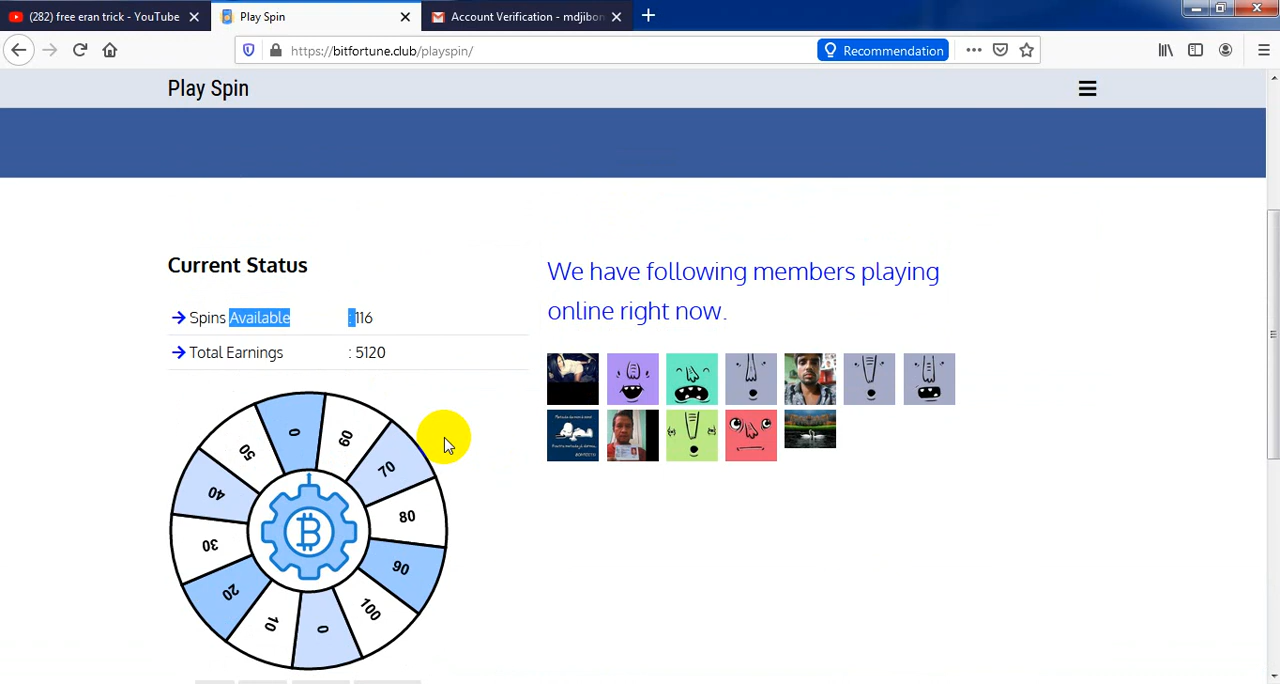 (282) free eran trick - YouTube
Play Spin
Account Verification - mdjibon
https://bitfortune.club/playspin/
Recommendation
Play Spin
Current Status
Spins Available : 116
Total Earnings : 5120
We have following members playing
online right now.
0
60
70
80
90
100
0
10
20
30
40
50